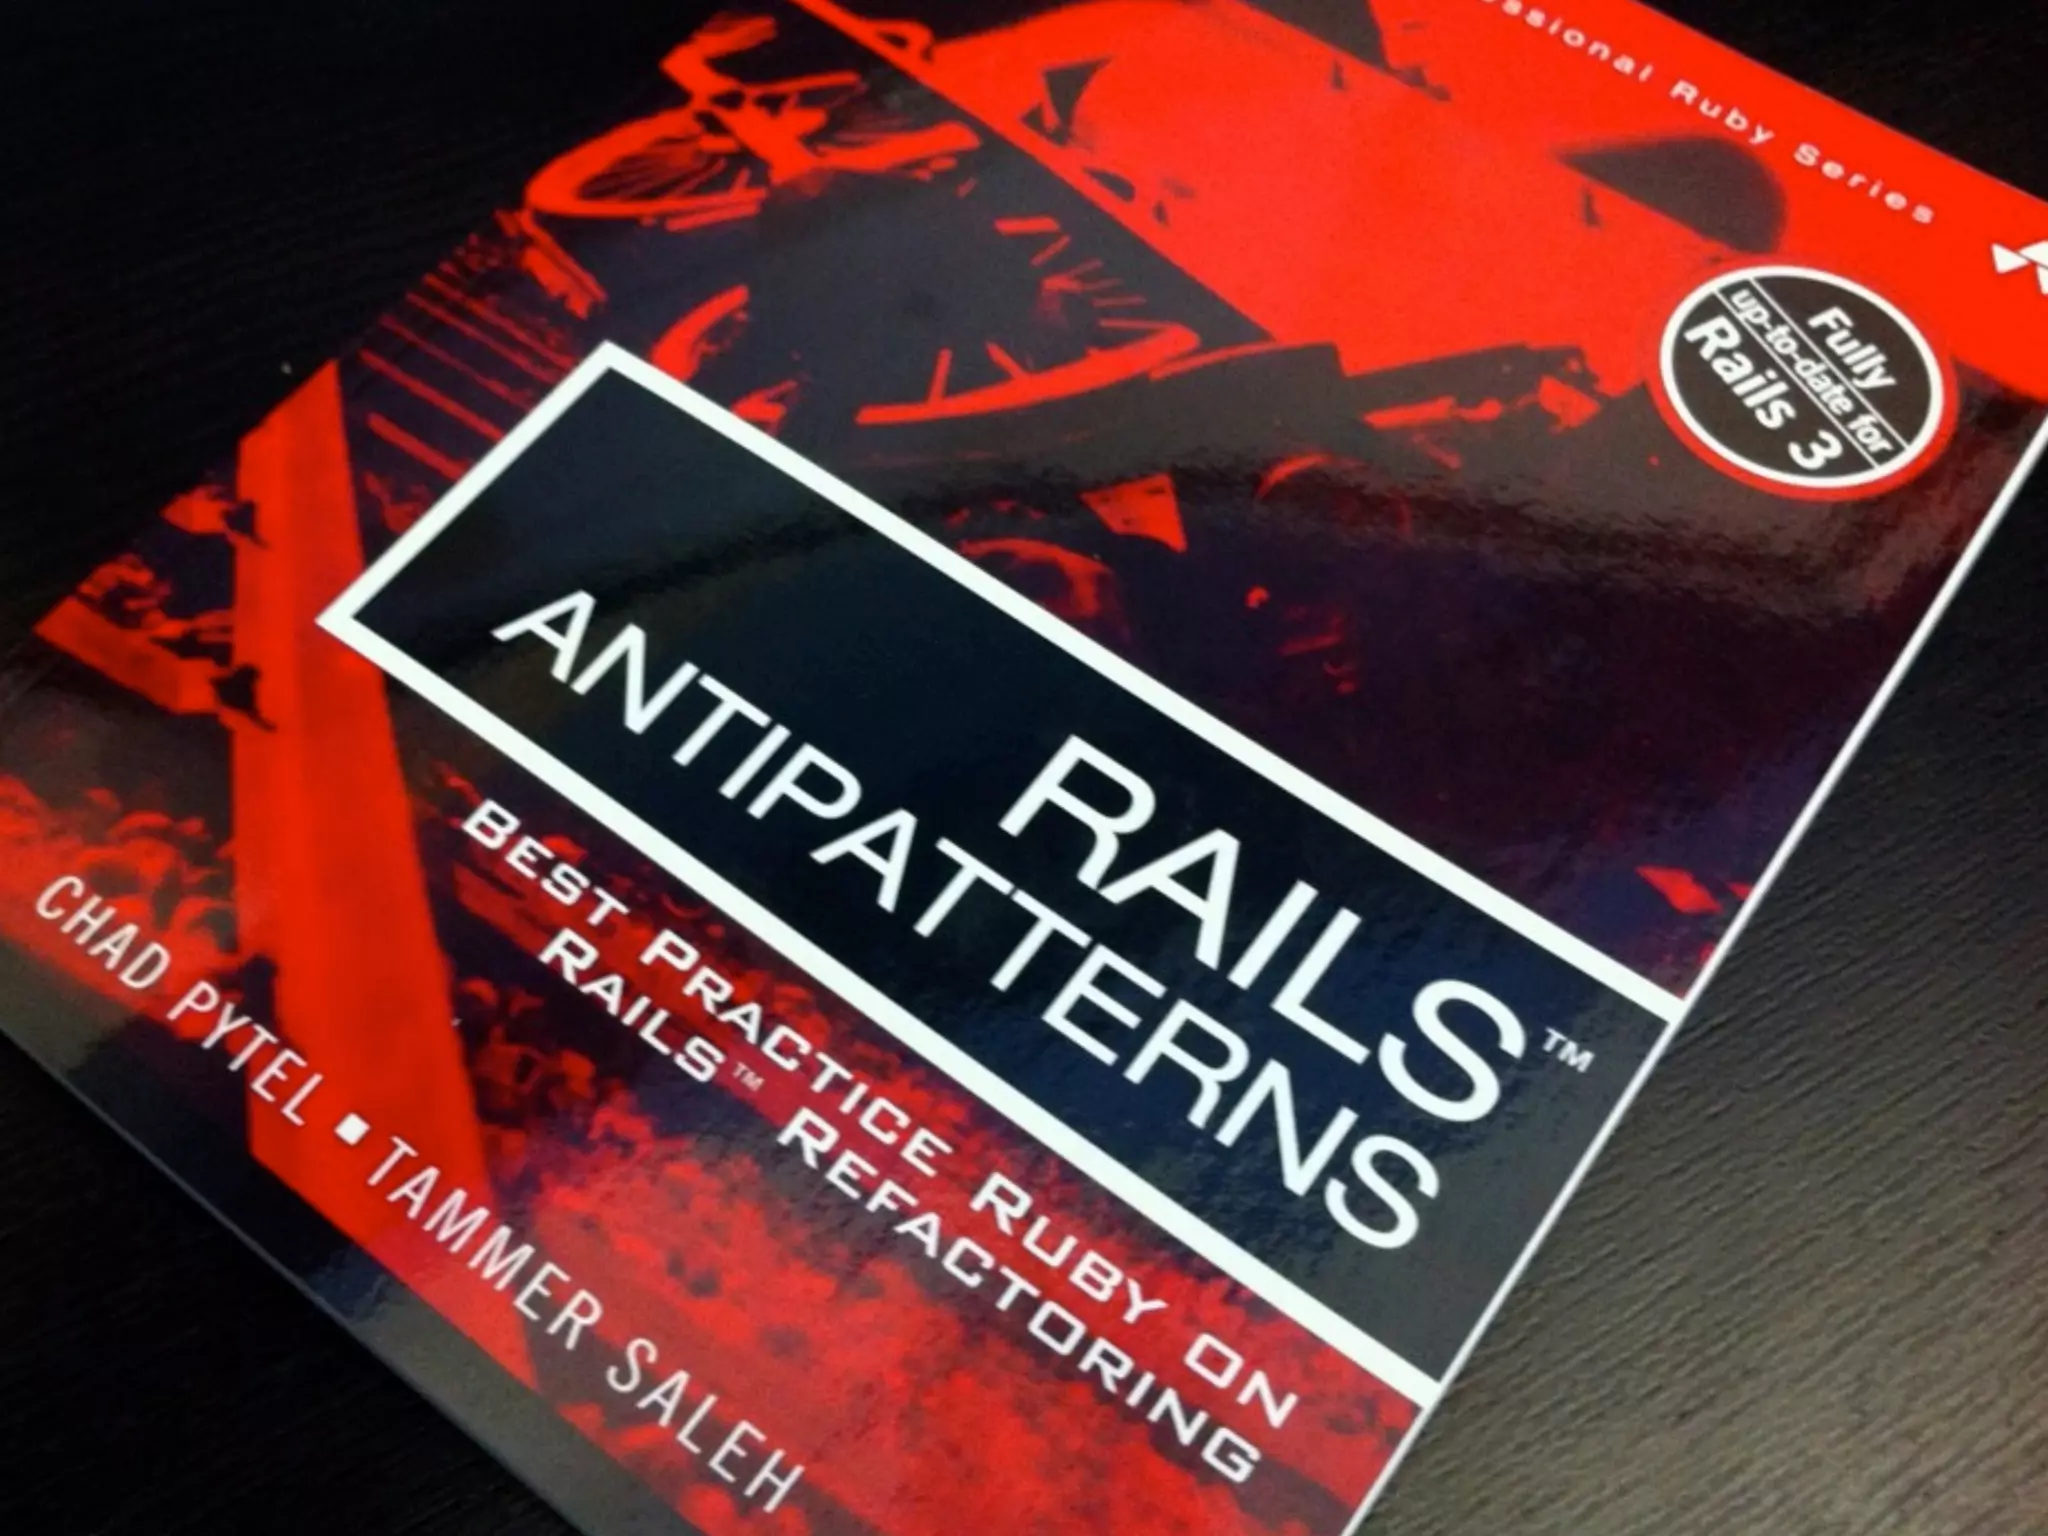 Ruby Series
Fully
up-to-date for
Rails 3
RAILS™
ANTIPATTERNS
BEST PRACTICE RUBY ON
RAILS™ REFACTORING
CHAD PYTEL ■ TAMMER SALEH